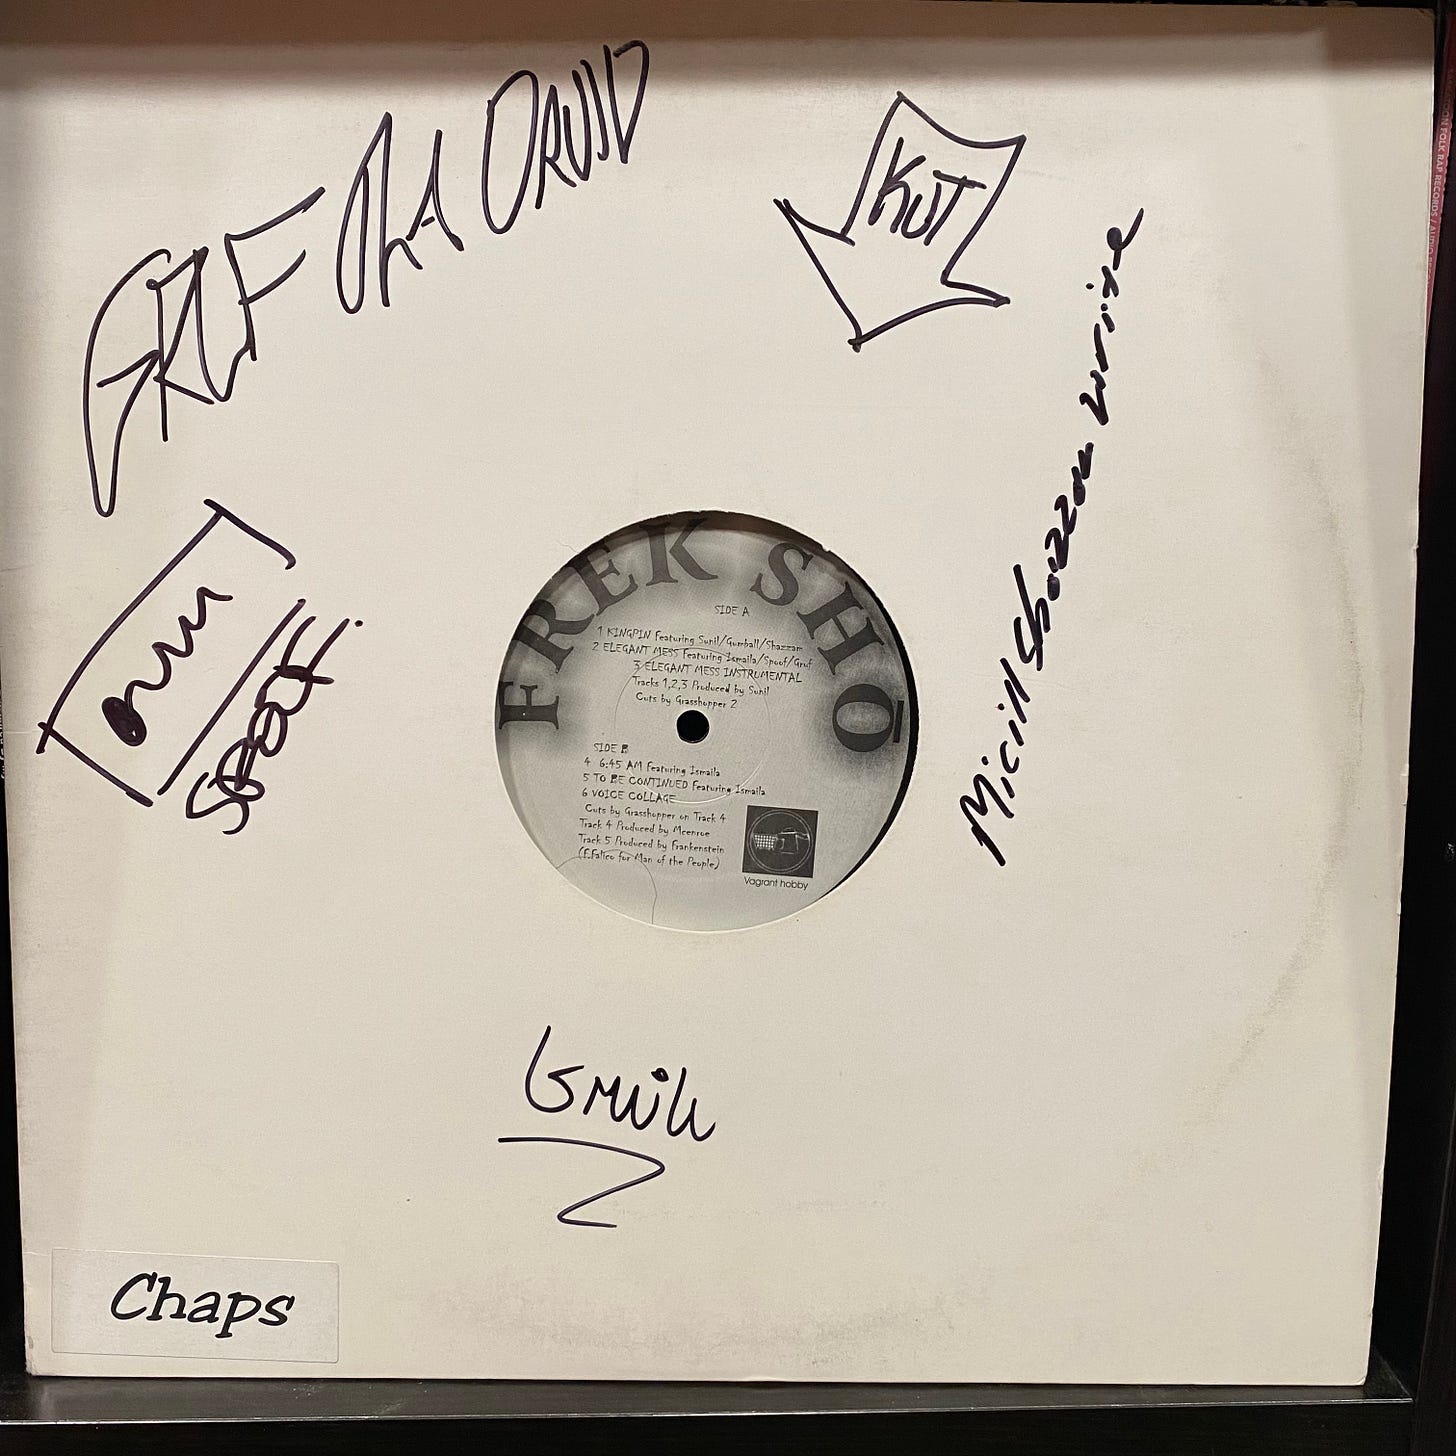 GRUF THA DRUID
KUT
Micill Shazzam wrixe
SPOOF.
FREK SHŌ
SIDE A
1 KINGPIN Featuring Sunil/Gumball/Shazzam
2 ELEGANT MESS Featuring Ismaila/Spoof/Gruf
3 ELEGANT MESS INSTRUMENTAL
Tracks 1,2,3 Produced by Sunil
Cuts by Grasshopper 2
SIDE B
4 6:45 AM Featuring Ismaila
5 TO BE CONTINUED Featuring Ismaila
6 VOICE COLLAGE
Cuts by Grasshopper on Track 4
Track 4 Produced by Mcenroe
Track 5 Produced by Frankenstein
(F.Falico for Man of the People)
Vagrant hobby
Chaps